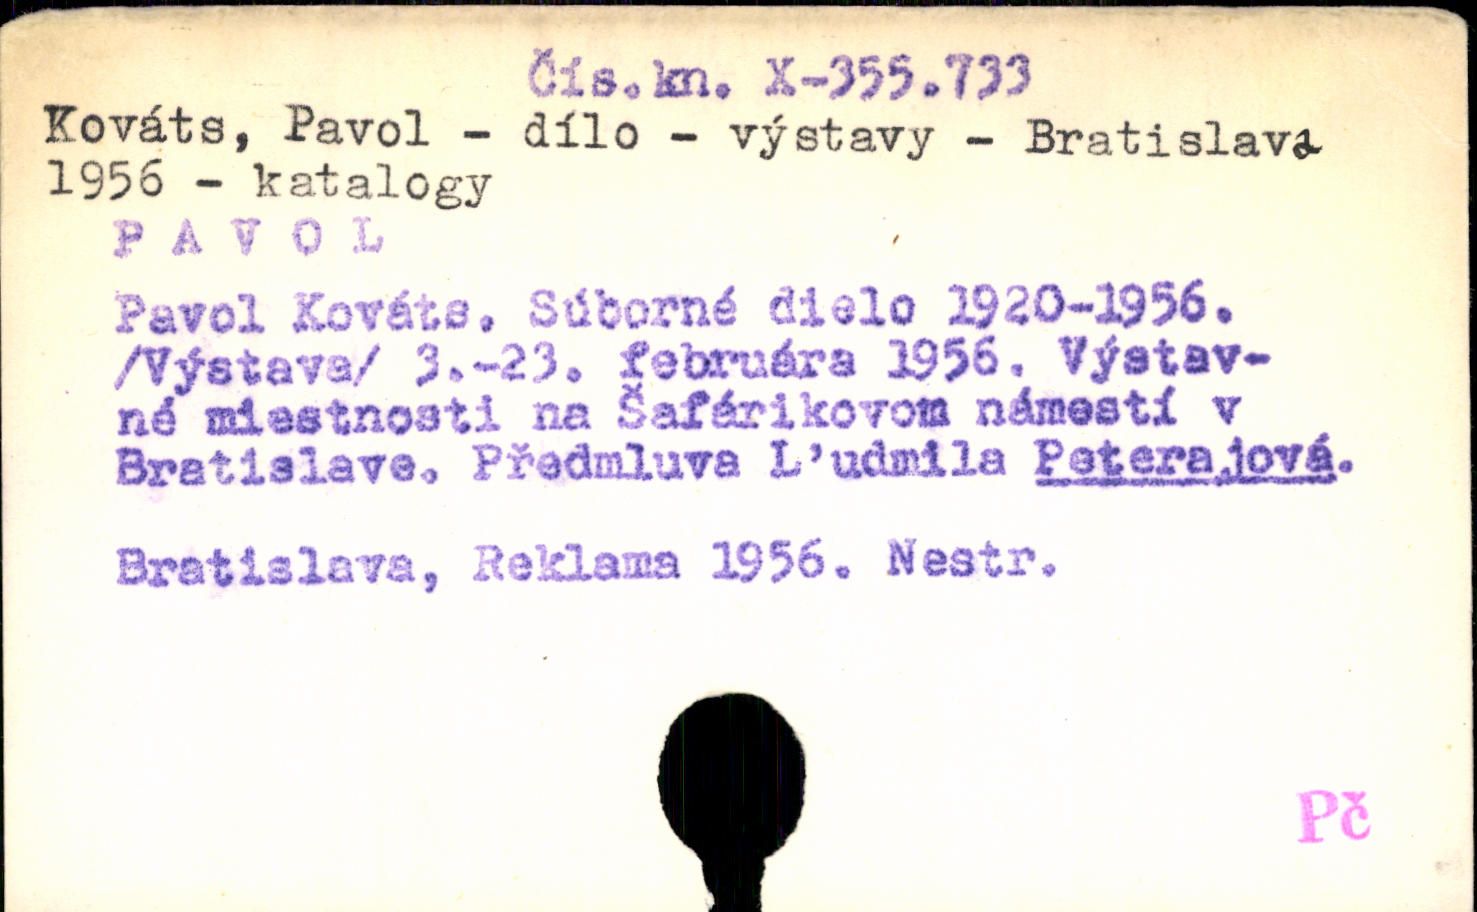 Čís.kn. X-355.733
Kováts, Pavol - dílo - výstavy - Bratislava
1956 - katalogy
P A V O L
Pavol Kováts. Súborné dielo 1920-1956.
/Výstava/ 3.-23. februára 1956. Výstav-
né miestnosti na Šafárikovom námestí v
Bratislave. Předmluva L'udmila Peterajová.
Bratislava, Reklama 1956. Nestr.
Pč